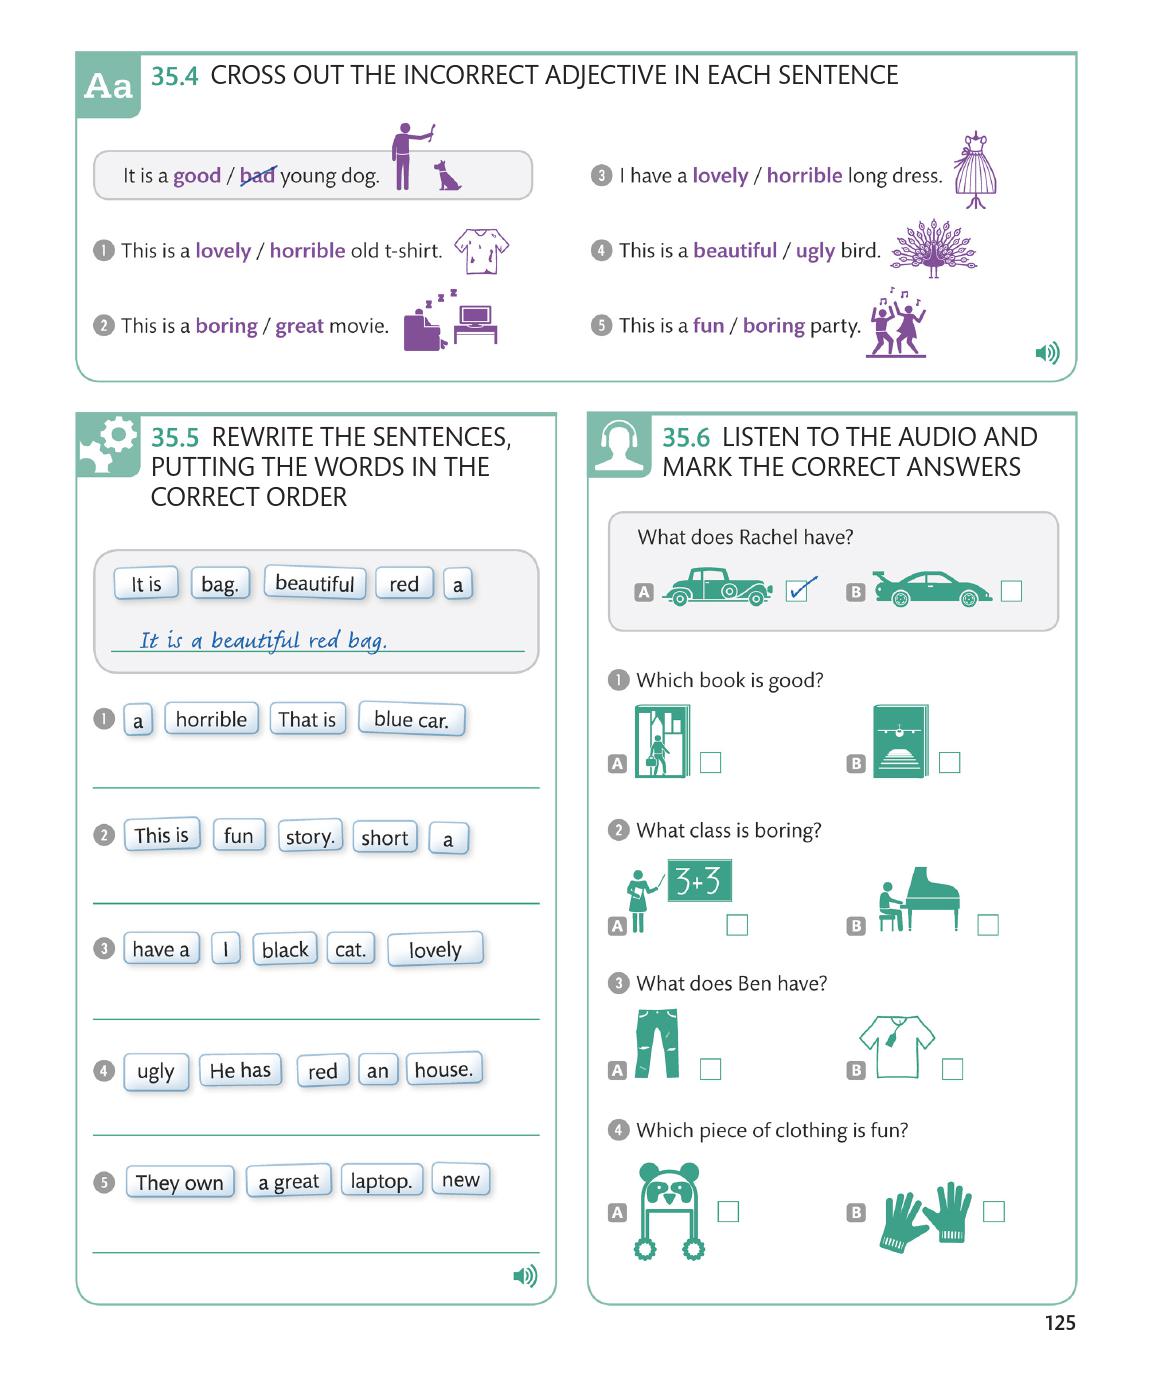 Aa
35.4 CROSS OUT THE INCORRECT ADJECTIVE IN EACH SENTENCE
It is a good / bad young dog.
1 This is a lovely / horrible old t-shirt.
2 This is a boring / great movie.
z z z
3 I have a lovely / horrible long dress.
4 This is a beautiful / ugly bird.
5 This is a fun / boring party.
35.5 REWRITE THE SENTENCES,
PUTTING THE WORDS IN THE
CORRECT ORDER
It is bag. beautiful red a
It is a beautiful red bag.
1 a horrible That is blue car.
2 This is fun story. short a
3 have a I black cat. lovely
4 ugly He has red an house.
5 They own a great laptop. new
35.6 LISTEN TO THE AUDIO AND
MARK THE CORRECT ANSWERS
What does Rachel have?
A B
1 Which book is good?
A B
2 What class is boring?
3+3
A B
3 What does Ben have?
A B
4 Which piece of clothing is fun?
A B
125